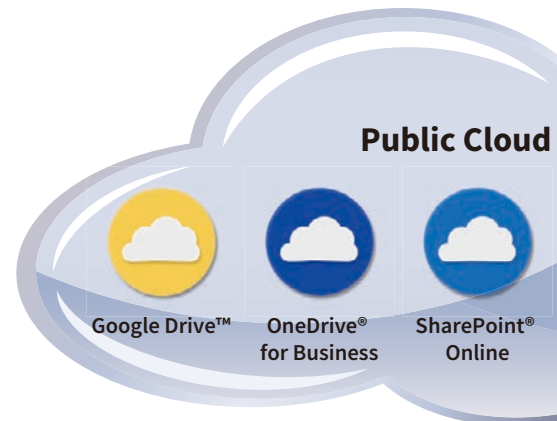 Public Cloud
Google Drive™
OneDrive®
for Business
SharePoint®
Online